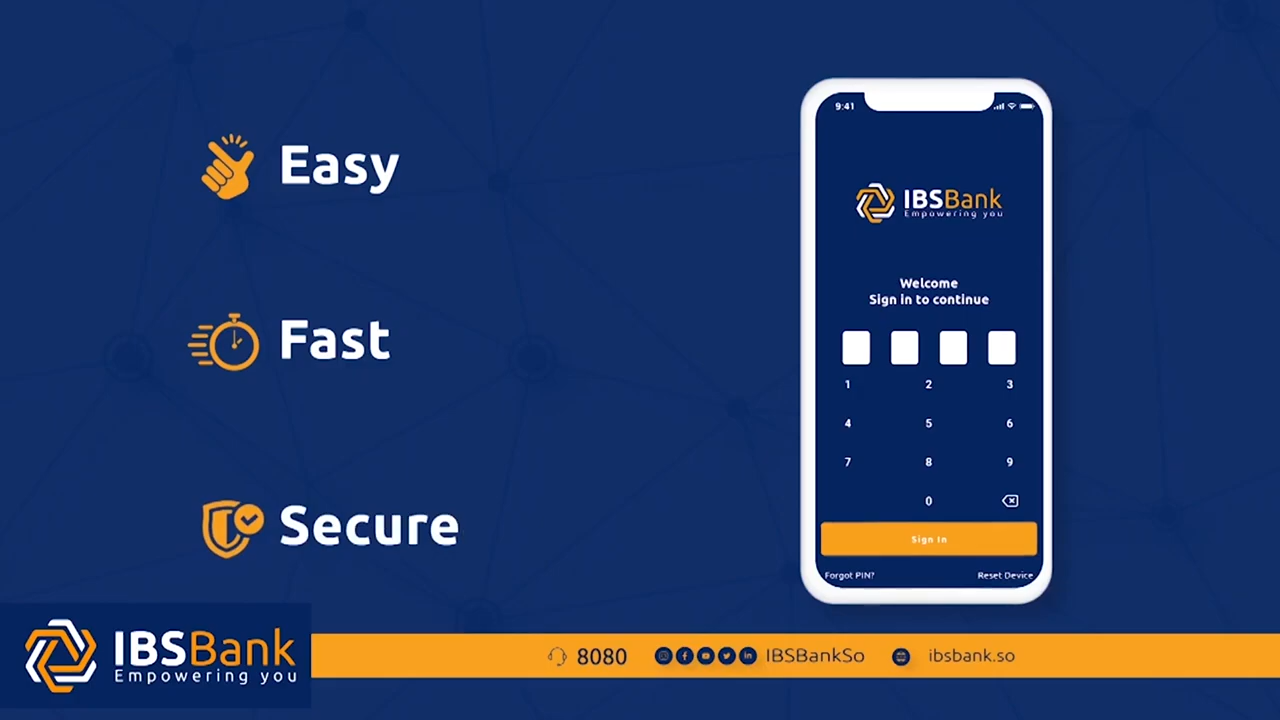 Easy
Fast
Secure
9:41
IBSBank
Empowering you
Welcome
Sign in to continue
1 2 3
4 5 6
7 8 9
0
Sign In
Forgot PIN? Reset Device
IBSBank
Empowering you
8080 IBSBankSo ibsbank.so